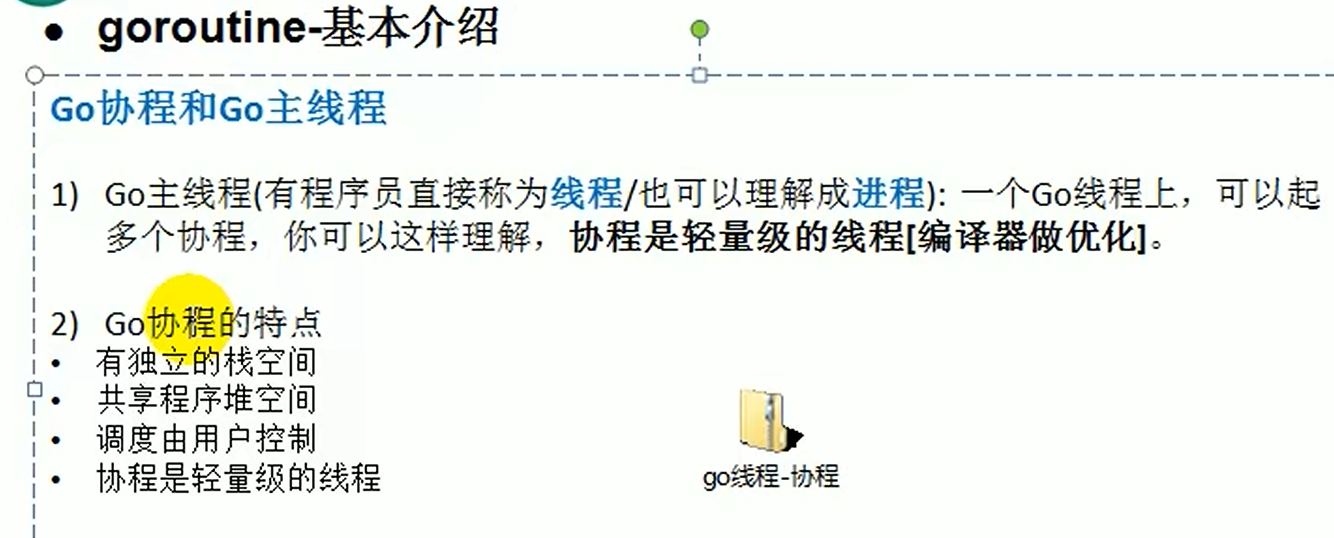 • goroutine-基本介绍
Go协程和Go主线程
1) Go主线程(有程序员直接称为线程/也可以理解成进程): 一个Go线程上，可以起
多个协程，你可以这样理解，协程是轻量级的线程[编译器做优化]。
2) Go协程的特点
• 有独立的栈空间
• 共享程序堆空间
• 调度由用户控制
• 协程是轻量级的线程
go线程-协程